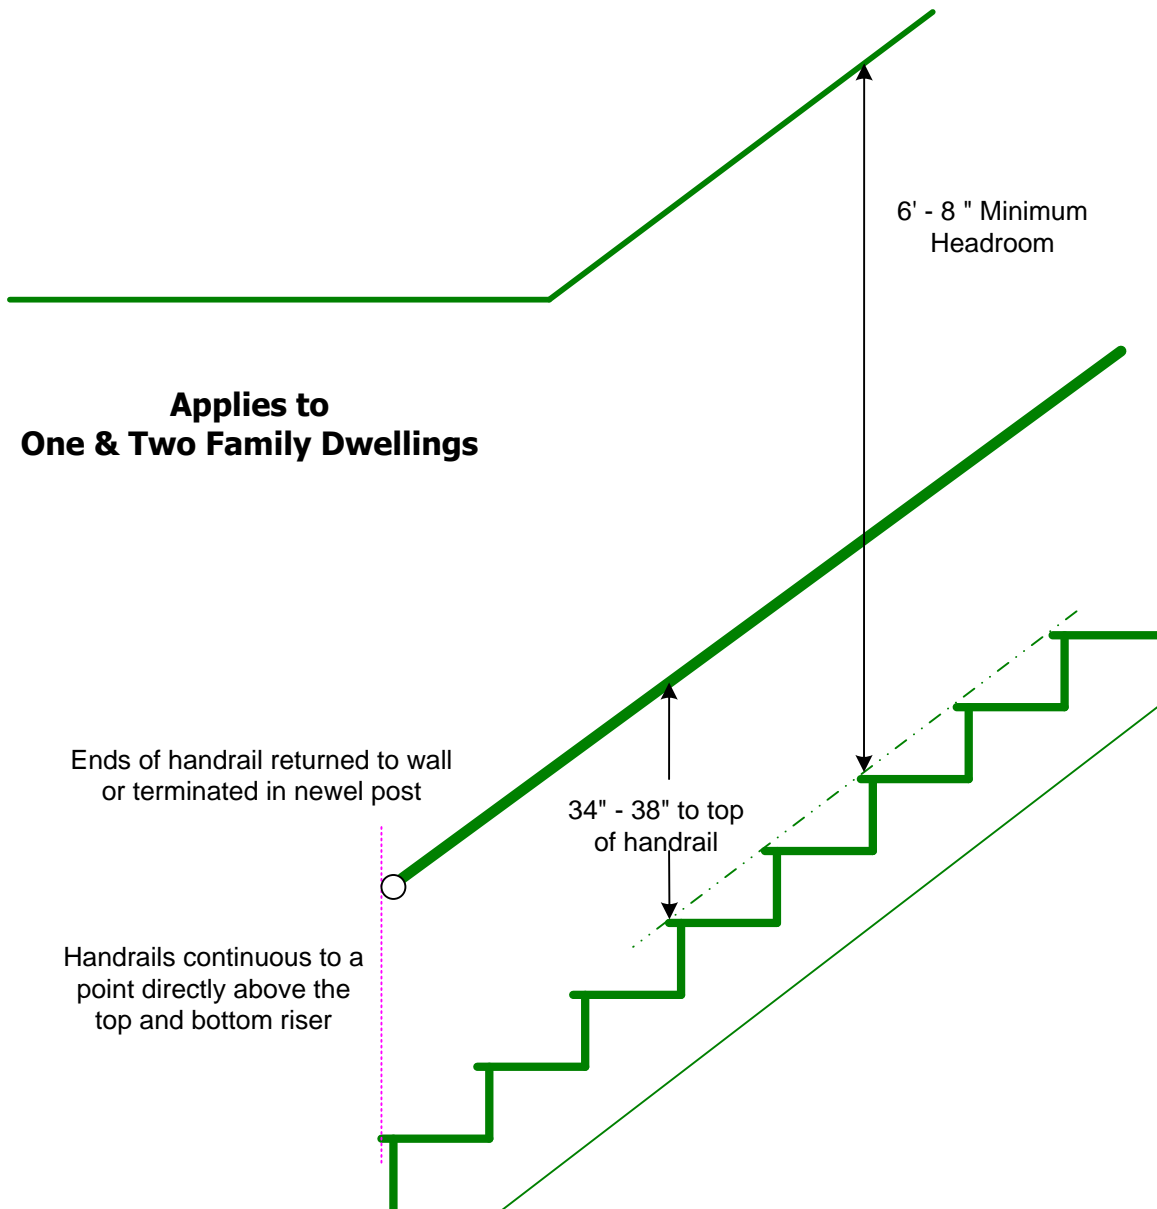 6' - 8 " Minimum
Headroom
Applies to
One & Two Family Dwellings
Ends of handrail returned to wall
or terminated in newel post
34" - 38" to top
of handrail
Handrails continuous to a
point directly above the
top and bottom riser